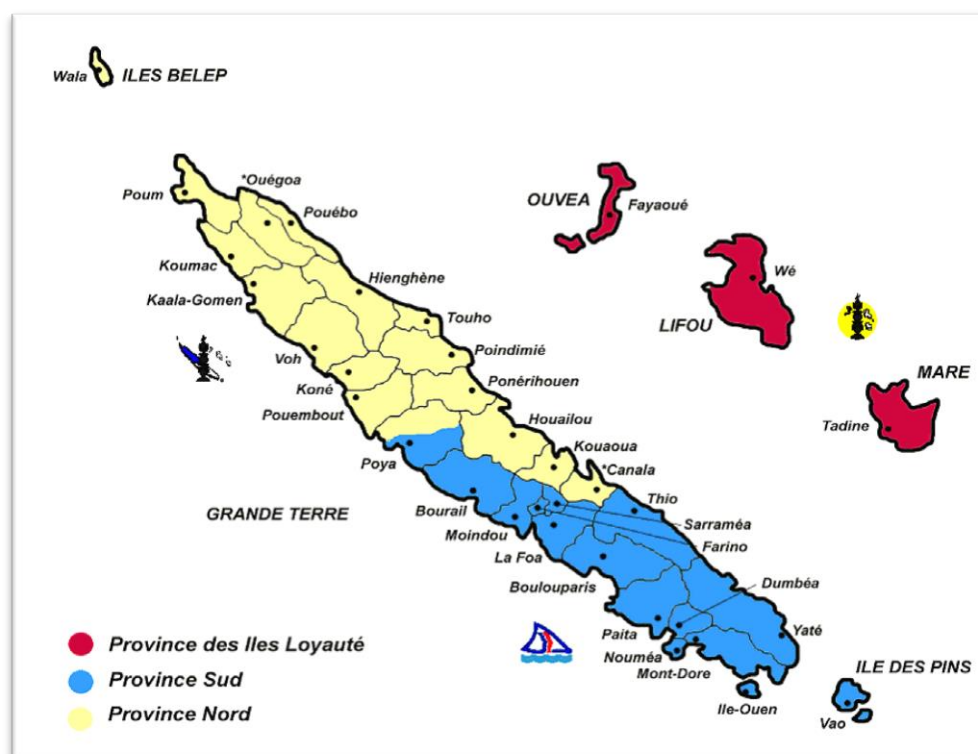 Wala
ILES BELEP
*Ouégoa
Poum
Pouébo
OUVEA
Fayaoué
Koumac
Hienghène
Wé
Kaala-Gomen
Touho
LIFOU
Voh
Poindimié
MARE
Koné
Ponérihouen
Pouembout
Houailou
Tadine
Kouaoua
Poya
*Canala
GRANDE TERRE
Bourail
Thio
Moindou
Sarraméa
La Foa
Farino
Boulouparis
Dumbéa
Paita
Yaté
Province des Iles Loyauté
Nouméa
Mont-Dore
ILE DES PINS
Province Sud
Ile-Ouen
Province Nord
Vao